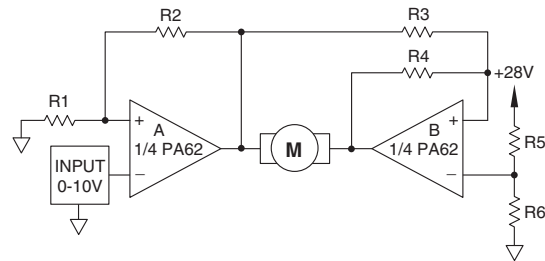 R2
R3
R4
+28V
R1
+
A
1/4 PA62
−
INPUT
0-10V
M
+
B
1/4 PA62
−
R5
R6